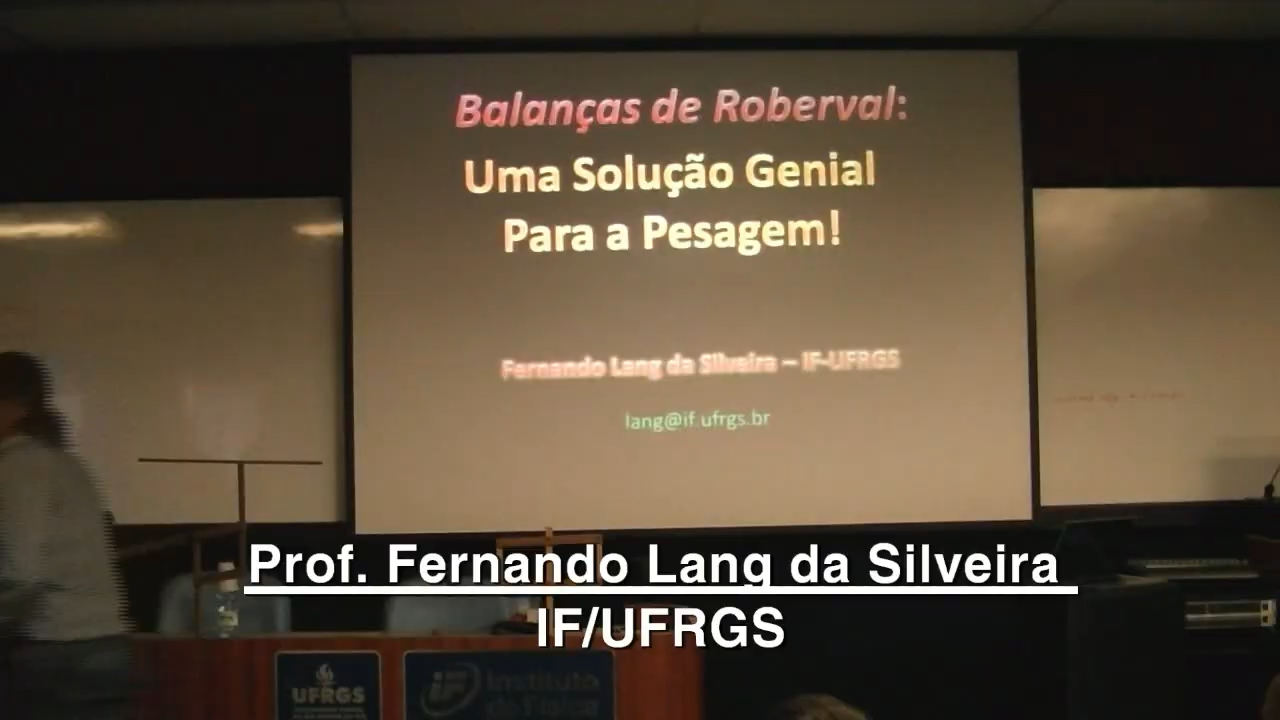 Balanças de Roberval:
Uma Solução Genial
Para a Pesagem!
Fernando Lang da Silveira – IF-UFRGS
lang@if.ufrgs.br
Prof. Fernando Lang da Silveira
IF/UFRGS
UFRGS
IF Instituto
de Física